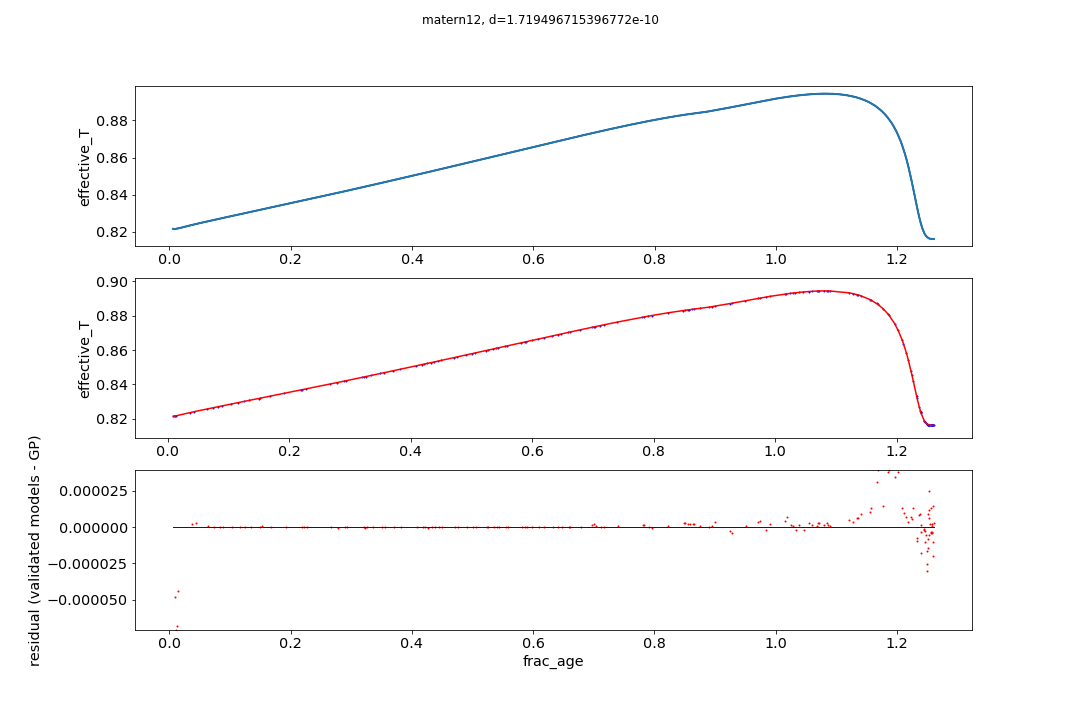 matern12, d=1.719496715396772e-10
effective_T
0.88
0.86
0.84
0.82
0.0 0.2 0.4 0.6 0.8 1.0 1.2
effective_T
0.90
0.88
0.86
0.84
0.82
0.0 0.2 0.4 0.6 0.8 1.0 1.2
residual (validated models - GP)
0.000025
0.000000
−0.000025
−0.000050
0.0 0.2 0.4 0.6 0.8 1.0 1.2
frac_age